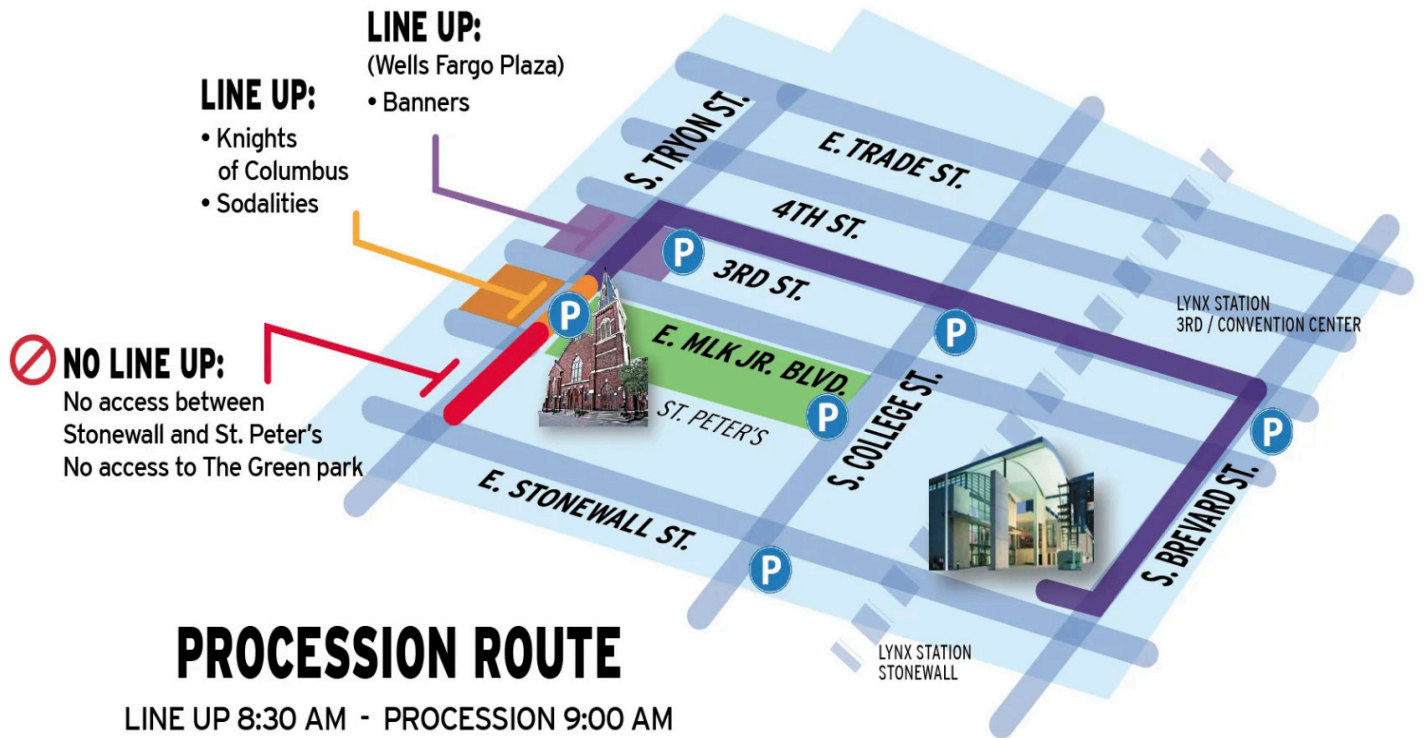 LINE UP:
(Wells Fargo Plaza)
• Banners
LINE UP:
• Knights
of Columbus
• Sodalities
NO LINE UP:
No access between
Stonewall and St. Peter's
No access to The Green park
S. TRYON ST.
E. TRADE ST.
4TH ST.
3RD ST.
E. MLK JR. BLVD.
ST. PETER'S
S. COLLEGE ST.
E. STONEWALL ST.
S. BREVARD ST.
LYNX STATION
3RD / CONVENTION CENTER
LYNX STATION
STONEWALL
P
P
P
P
P
P
PROCESSION ROUTE
LINE UP 8:30 AM - PROCESSION 9:00 AM